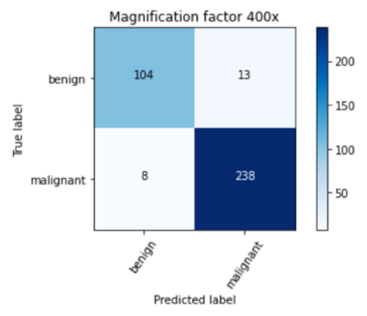 Magnification factor 400x
True label
benign
104
13
malignant
8
238
benign
malignant
Predicted label
200
150
100
50